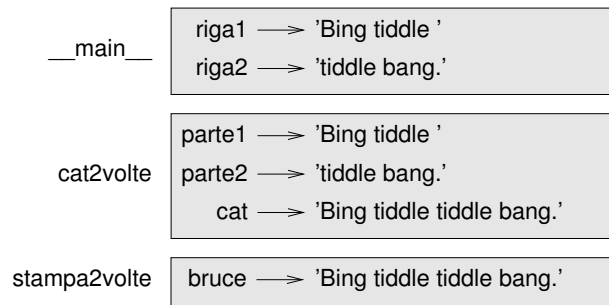 __main__
riga1 → 'Bing tiddle ’
riga2 → 'tiddle bang.’
cat2volte
parte1 → 'Bing tiddle ’
parte2 → 'tiddle bang.’
cat → 'Bing tiddle tiddle bang.’
stampa2volte
bruce → 'Bing tiddle tiddle bang.’